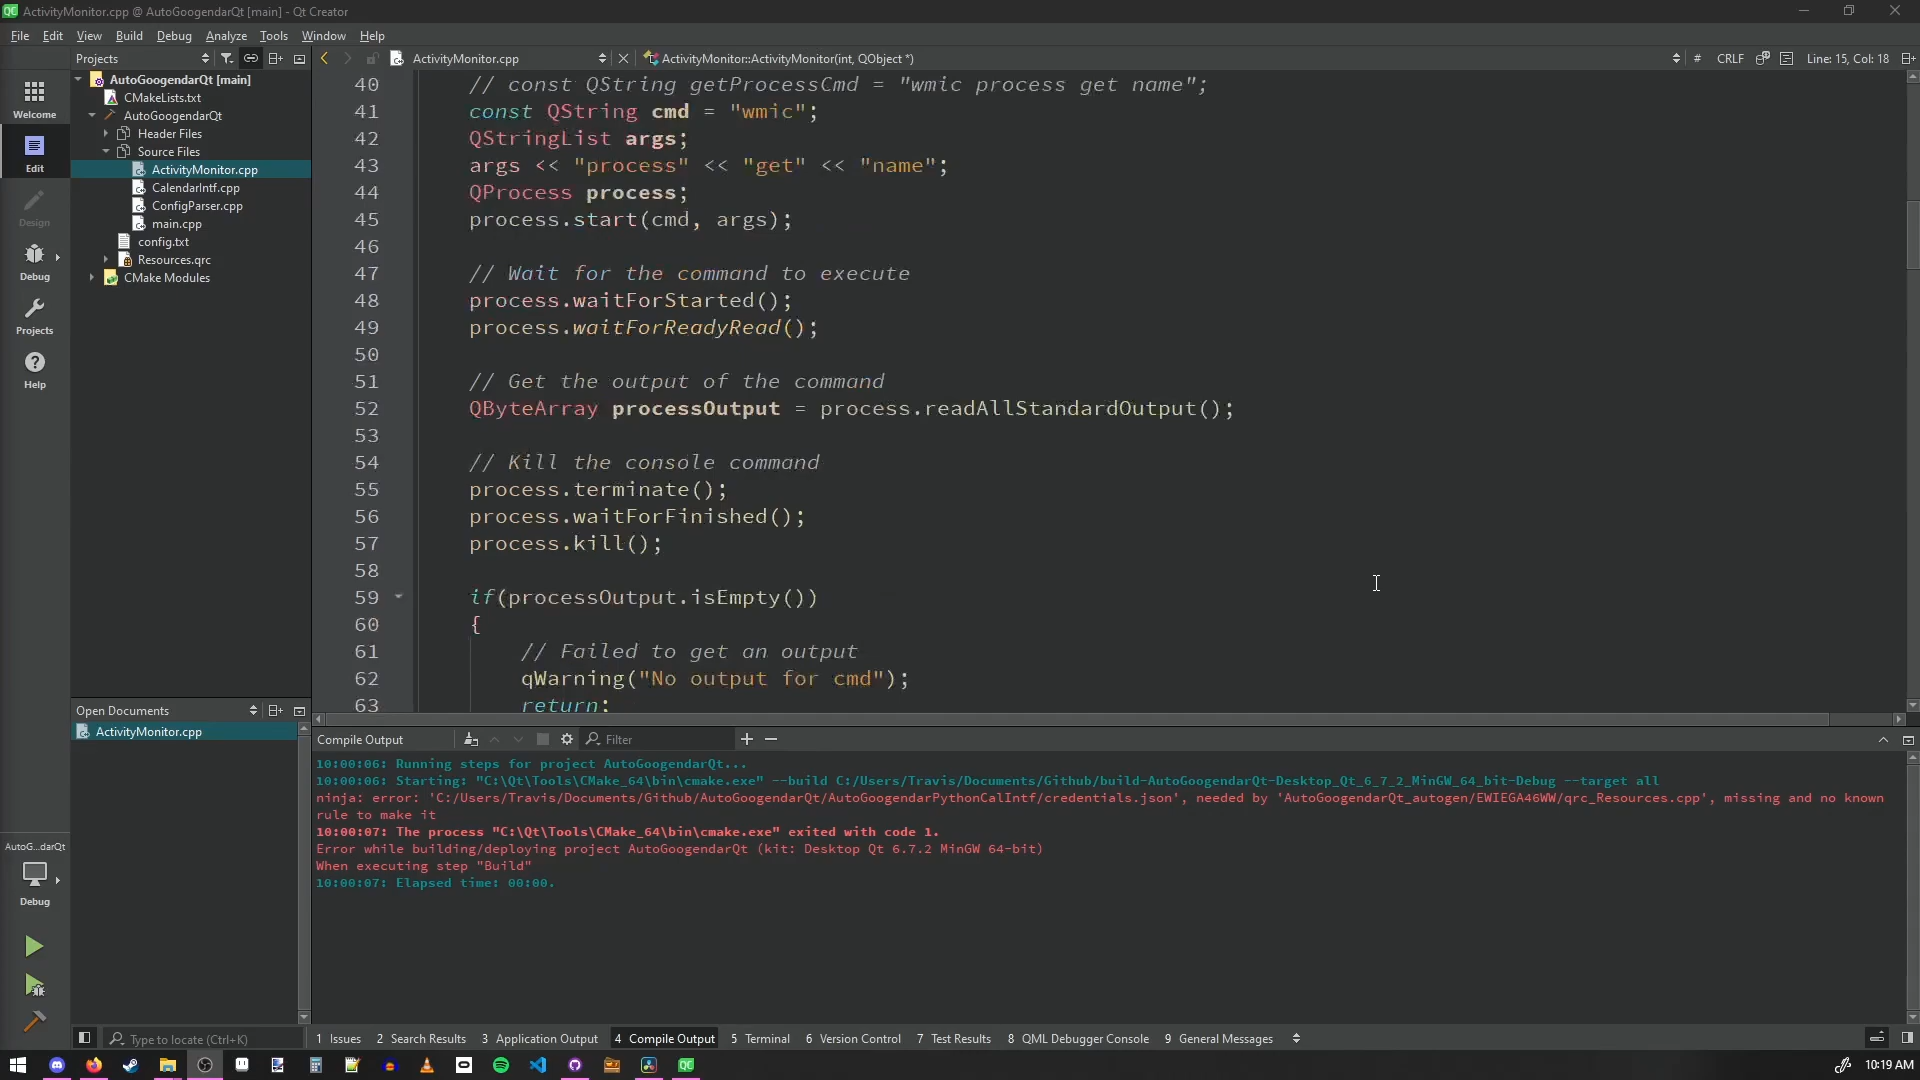 ActivityMonitor.cpp @ AutoGoogendarQt [main] - Qt Creator
File Edit View Build Debug Analyze Tools Window Help
Projects
ActivityMonitor.cpp
ActivityMonitor::ActivityMonitor(int, QObject *)
# CRLF Line: 15, Col: 18
Welcome
Edit
Design
Debug
Projects
Help
AutoGoogendarQt [main]
CMakeLists.txt
AutoGoogendarQt
Header Files
Source Files
ActivityMonitor.cpp
CalendarIntf.cpp
ConfigParser.cpp
main.cpp
config.txt
Resources.qrc
CMake Modules
40 // const QString getProcessCmd = "wmic process get name";
41 const QString cmd = "wmic";
42 QStringList args;
43 args << "process" << "get" << "name";
44 QProcess process;
45 process.start(cmd, args);
46
47 // Wait for the command to execute
48 process.waitForStarted();
49 process.waitForReadyRead();
50
51 // Get the output of the command
52 QByteArray processOutput = process.readAllStandardOutput();
53
54 // Kill the console command
55 process.terminate();
56 process.waitForFinished();
57 process.kill();
58
59 if(processOutput.isEmpty())
60 {
61 // Failed to get an output
62 qWarning("No output for cmd");
63 return;
Open Documents
ActivityMonitor.cpp
Compile Output
Filter
10:00:06: Running steps for project AutoGoogendarQt...
10:00:06: Starting: "C:\Qt\Tools\CMake_64\bin\cmake.exe" --build C:/Users/Travis/Documents/Github/build-AutoGoogendarQt-Desktop_Qt_6_7_2_MinGW_64_bit-Debug --target all
ninja: error: 'C:/Users/Travis/Documents/Github/AutoGoogendarQt/AutoGoogendarPythonCalIntf/credentials.json', needed by 'AutoGoogendarQt_autogen/EWIEGA46WW/qrc_Resources.cpp', missing and no known
rule to make it
10:00:07: The process "C:\Qt\Tools\CMake_64\bin\cmake.exe" exited with code 1.
Error while building/deploying project AutoGoogendarQt (kit: Desktop Qt 6.7.2 MinGW 64-bit)
When executing step "Build"
10:00:07: Elapsed time: 00:00.
AutoG...darQt
Debug
Type to locate (Ctrl+K)
1 Issues 2 Search Results 3 Application Output 4 Compile Output 5 Terminal 6 Version Control 7 Test Results 8 QML Debugger Console 9 General Messages
10:19 AM